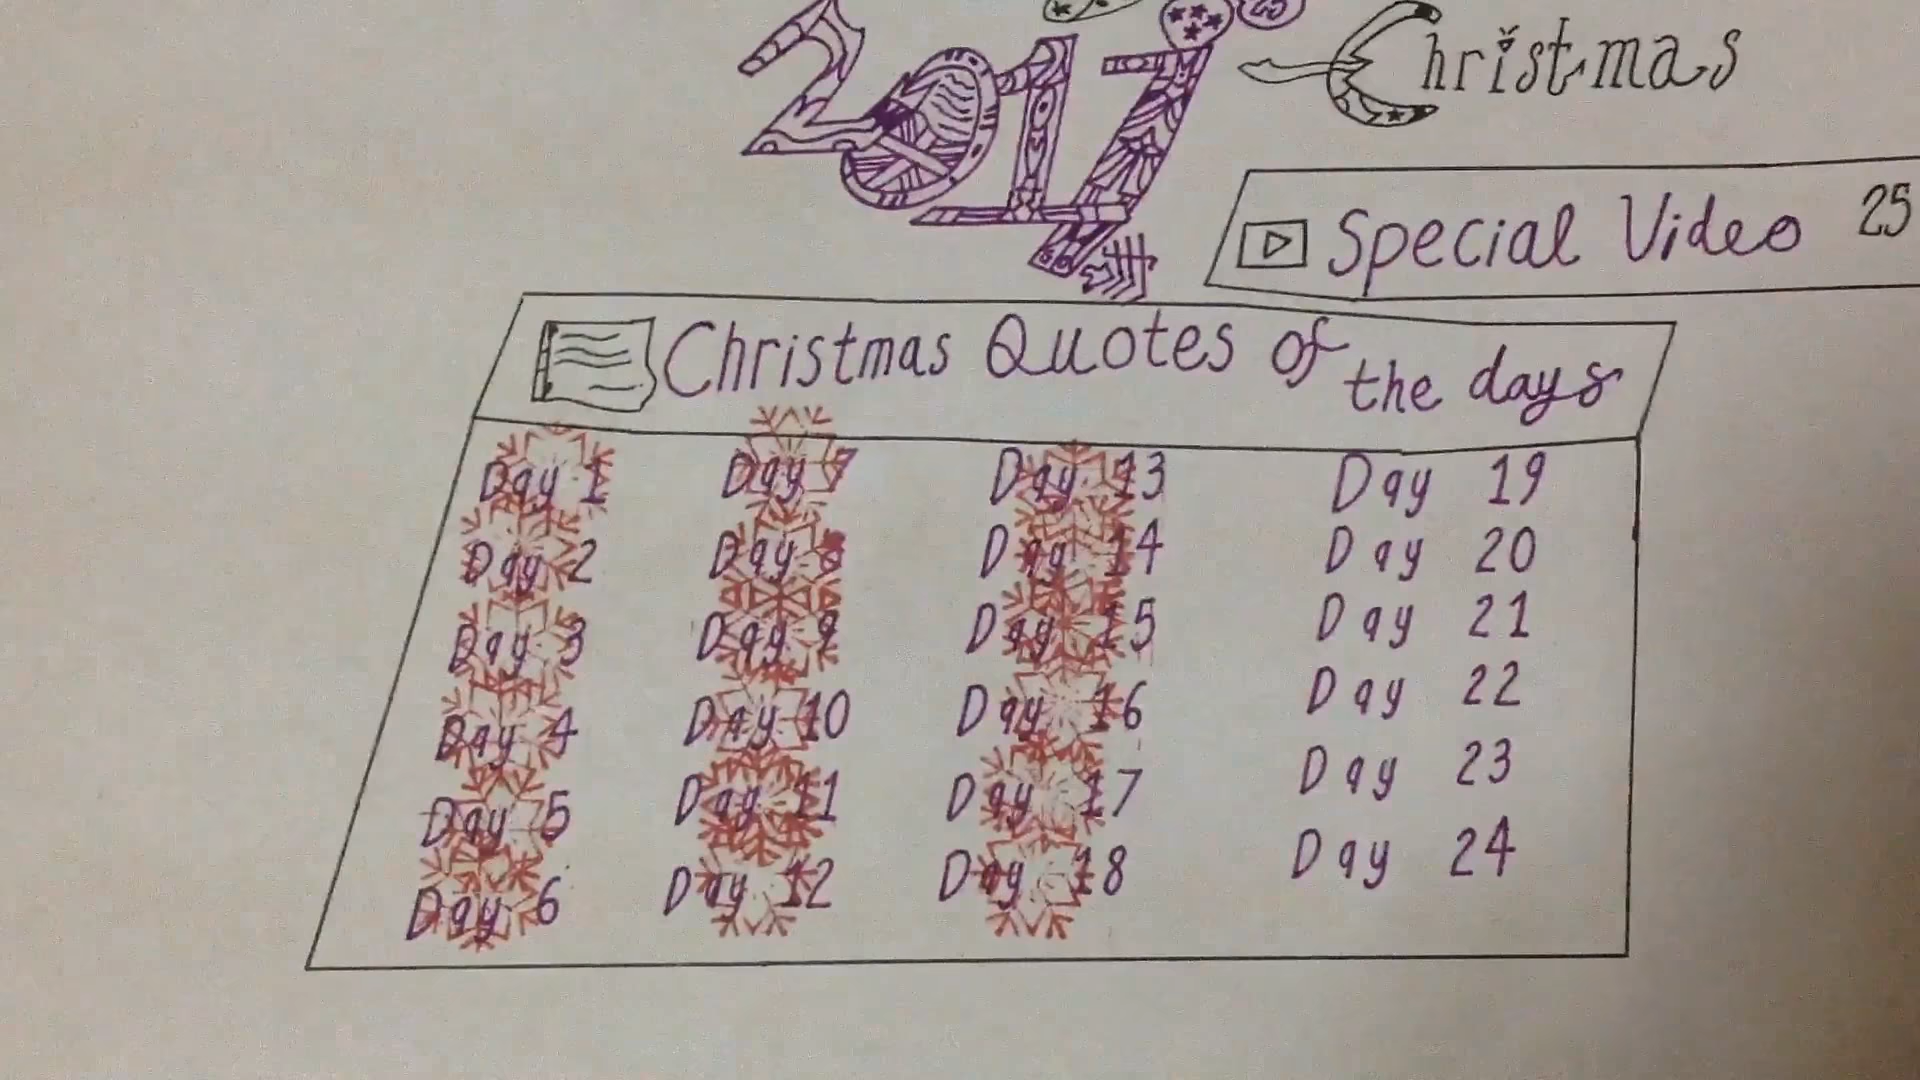 25
2017
Christmas
Special Video 25
Christmas Quotes of the days
Day 1
Day 2
Day 3
Day 4
Day 5
Day 6
Day 7
Day 8
Day 9
Day 10
Day 11
Day 12
Day 13
Day 14
Day 15
Day 16
Day 17
Day 18
Day 19
Day 20
Day 21
Day 22
Day 23
Day 24